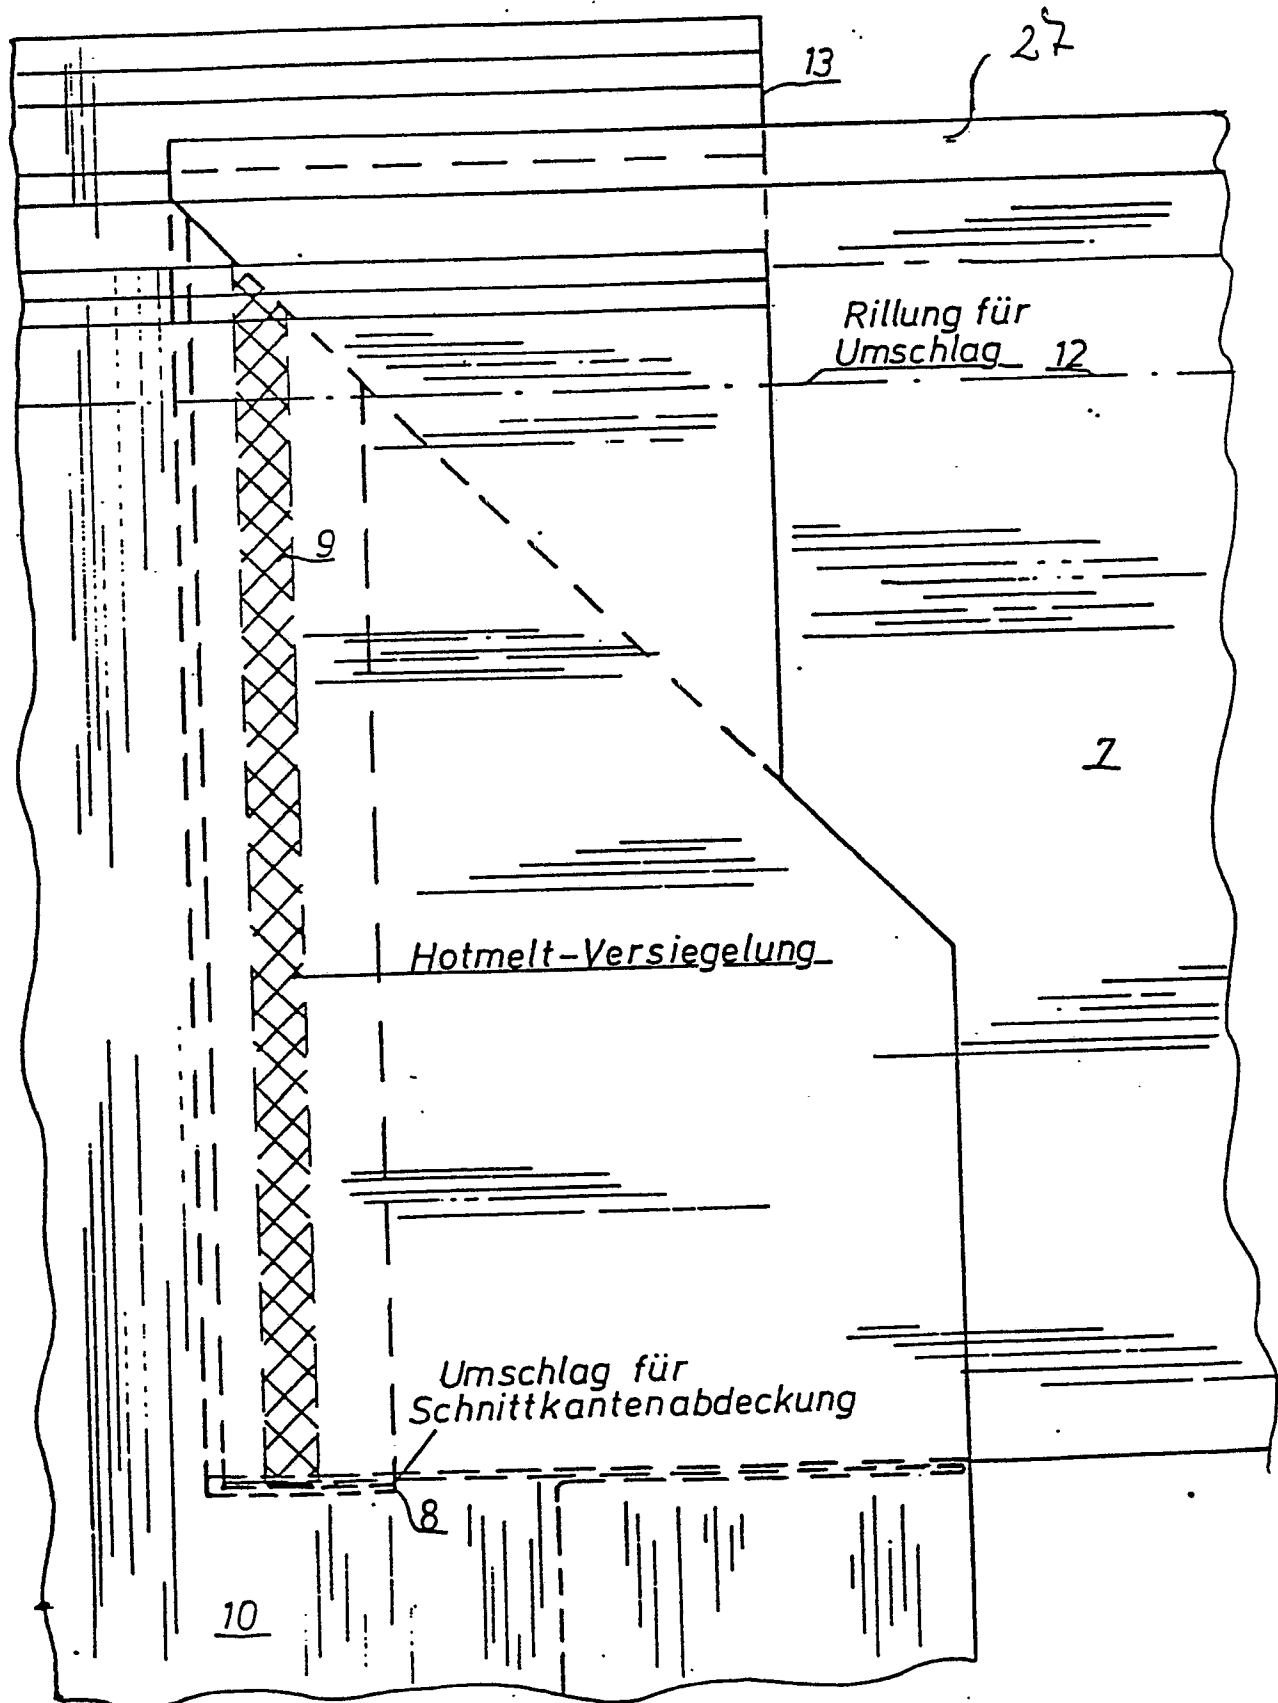 27
13
Rillung für
Umschlag 12
9
7
Hotmelt-Versiegelung
Umschlag für
Schnittkantenabdeckung
8
10